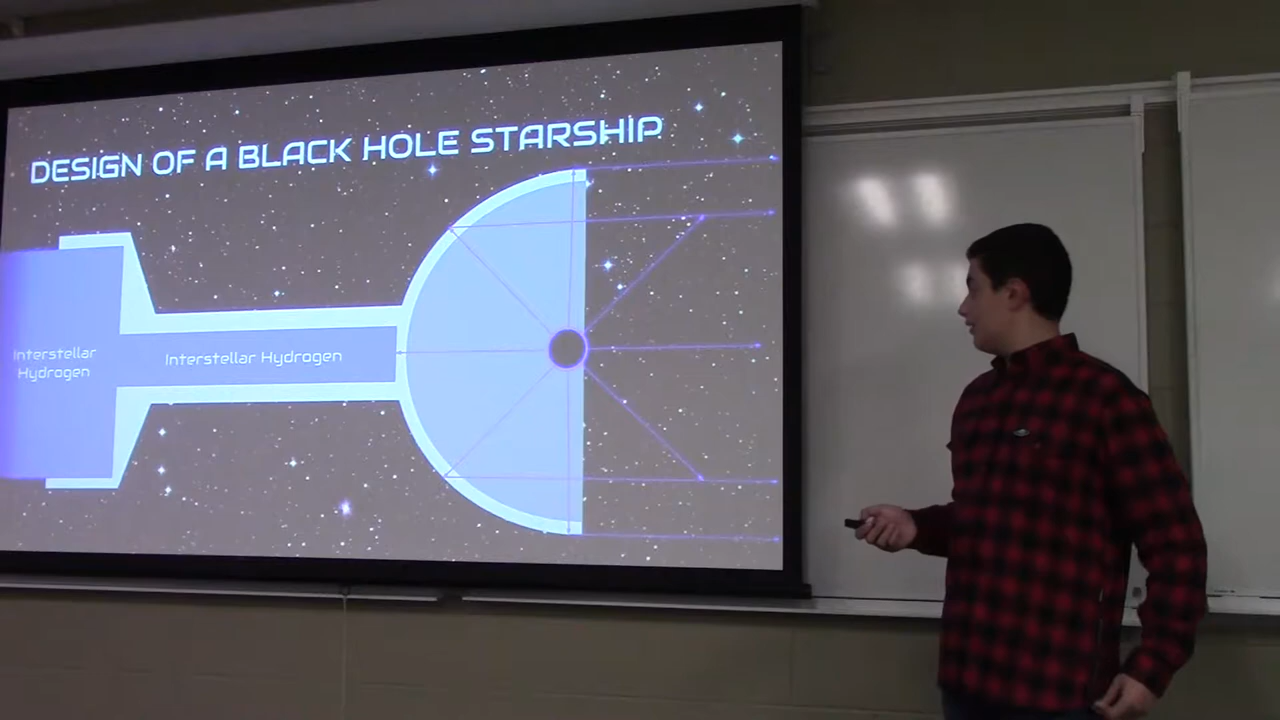 DESIGN OF A BLACK HOLE STARSHIP
Interstellar
Hydrogen
Interstellar Hydrogen